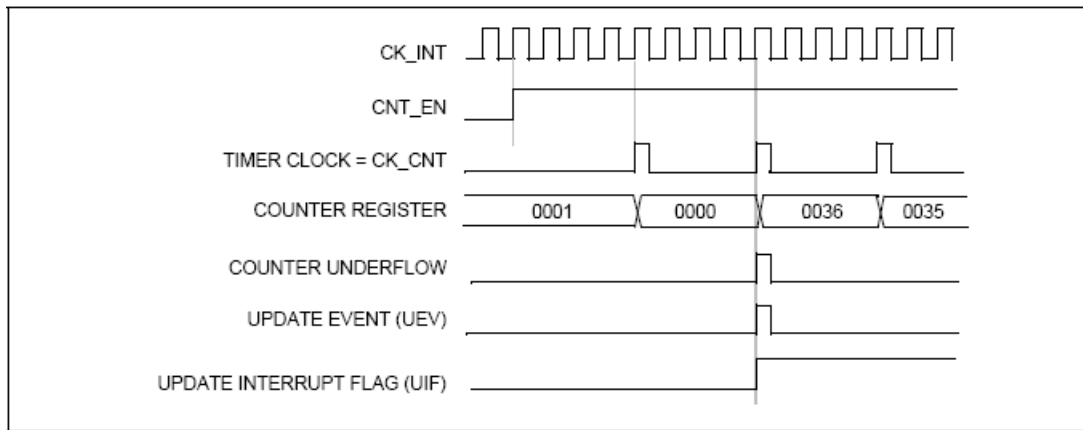 CK_INT
CNT_EN
TIMER CLOCK = CK_CNT
COUNTER REGISTER 0001 0000 0036 0035
COUNTER UNDERFLOW
UPDATE EVENT (UEV)
UPDATE INTERRUPT FLAG (UIF)